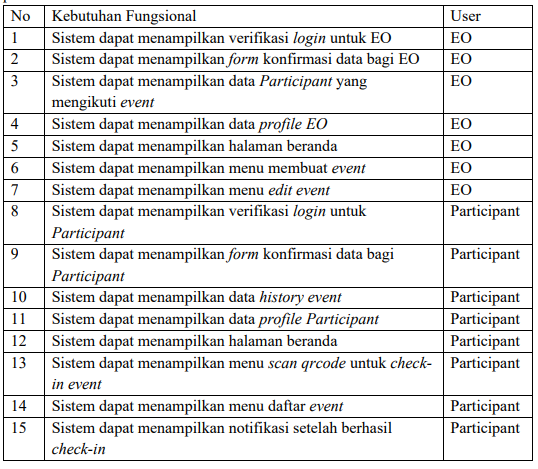 No Kebutuhan Fungsional User
1 Sistem dapat menampilkan verifikasi login untuk EO EO
2 Sistem dapat menampilkan form konfirmasi data bagi EO EO
3 Sistem dapat menampilkan data Participant yang EO
mengikuti event
4 Sistem dapat menampilkan data profile EO EO
5 Sistem dapat menampilkan halaman beranda EO
6 Sistem dapat menampilkan menu membuat event EO
7 Sistem dapat menampilkan menu edit event EO
8 Sistem dapat menampilkan verifikasi login untuk Participant
Participant
9 Sistem dapat menampilkan form konfirmasi data bagi Participant
Participant
10 Sistem dapat menampilkan data history event Participant
11 Sistem dapat menampilkan data profile Participant Participant
12 Sistem dapat menampilkan halaman beranda Participant
13 Sistem dapat menampilkan menu scan qrcode untuk check- Participant
in event
14 Sistem dapat menampilkan menu daftar event Participant
15 Sistem dapat menampilkan notifikasi setelah berhasil Participant
check-in